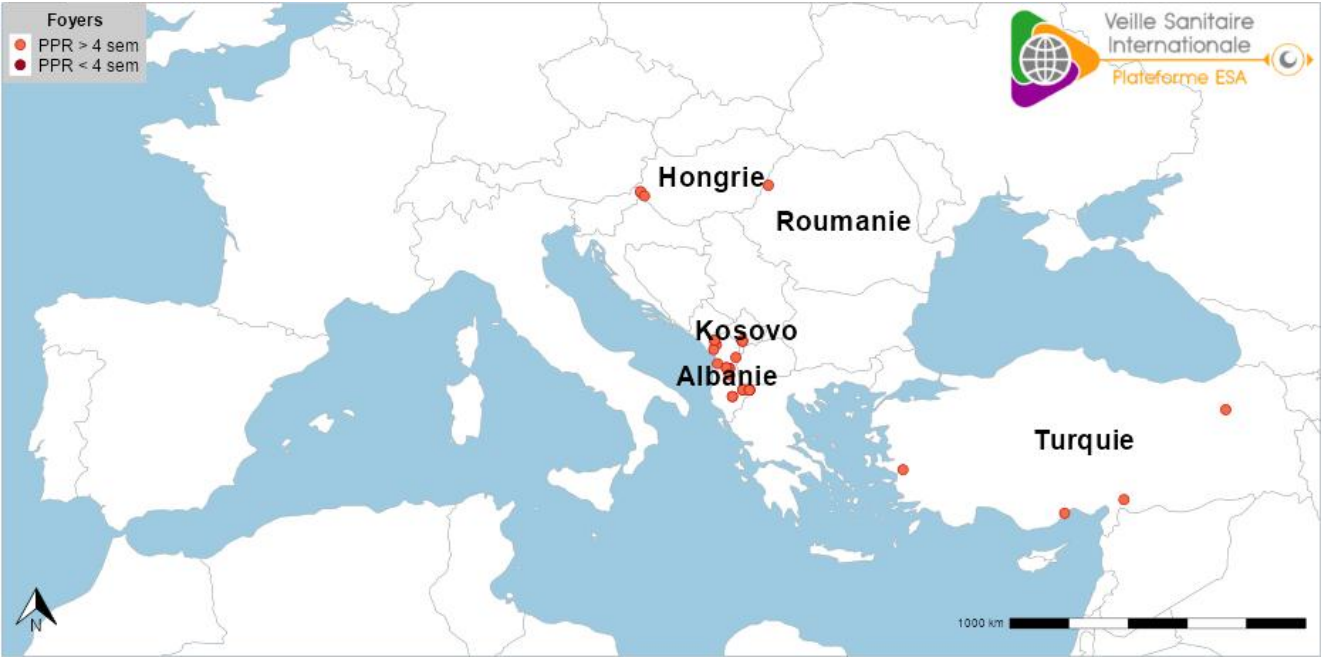 Foyers
PPR > 4 sem
PPR < 4 sem
Veille Sanitaire
Internationale
Plateforme ESA
Hongrie
Roumanie
Kosovo
Albanie
Turquie
N
1000 km